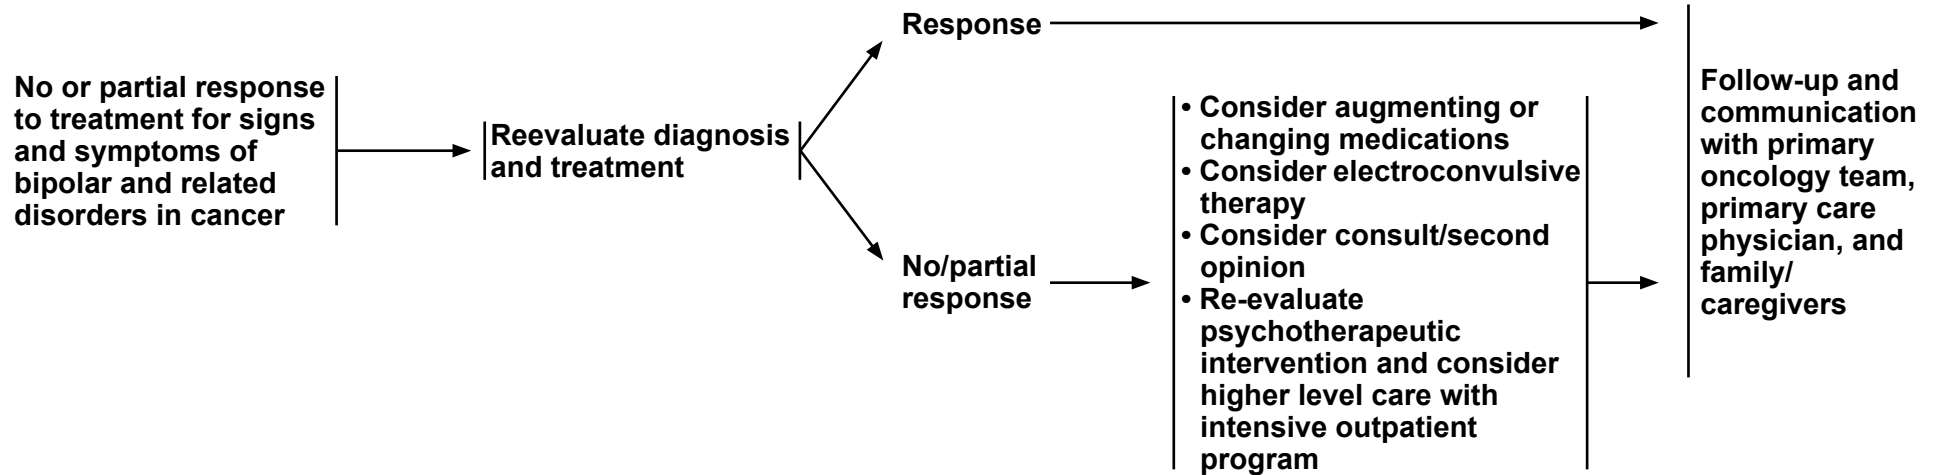 No or partial response
to treatment for signs
and symptoms of
bipolar and related
disorders in cancer
Reevaluate diagnosis
and treatment
Response
No/partial
response
• Consider augmenting or
changing medications
• Consider electroconvulsive
therapy
• Consider consult/second
opinion
• Re-evaluate
psychotherapeutic
intervention and consider
higher level care with
intensive outpatient
program
Follow-up and
communication
with primary
oncology team,
primary care
physician, and
family/
caregivers